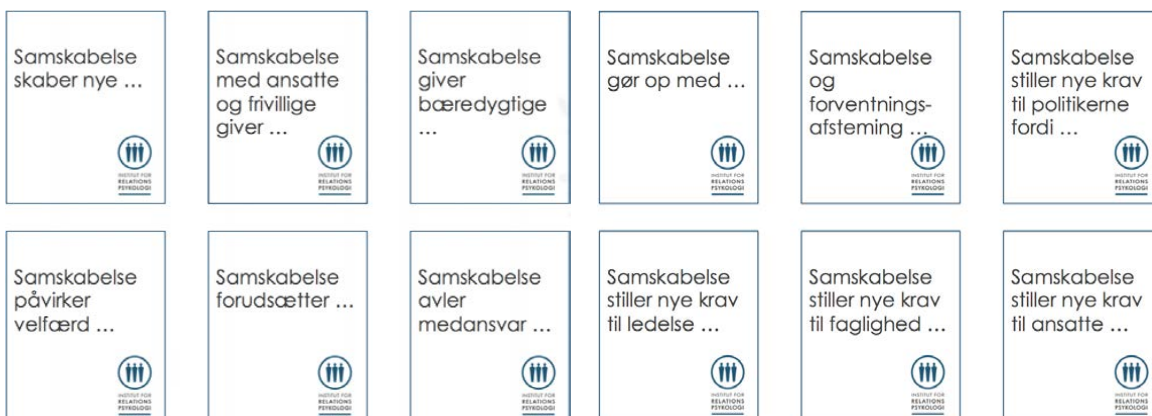 Samskabelse
skaber nye ...
INSTITUT FOR
RELATIONS
PSYKOLOGI
Samskabelse
med ansatte
og frivillige
giver ...
INSTITUT FOR
RELATIONS
PSYKOLOGI
Samskabelse
giver
bæredygtige
...
INSTITUT FOR
RELATIONS
PSYKOLOGI
Samskabelse
gør op med ...
INSTITUT FOR
RELATIONS
PSYKOLOGI
Samskabelse
og
forventnings-
afstemning ...
INSTITUT FOR
RELATIONS
PSYKOLOGI
Samskabelse
stiller nye krav
til politikerne
fordi ...
INSTITUT FOR
RELATIONS
PSYKOLOGI
Samskabelse
påvirker
velfærd ...
INSTITUT FOR
RELATIONS
PSYKOLOGI
Samskabelse
forudsætter ...
INSTITUT FOR
RELATIONS
PSYKOLOGI
Samskabelse
avler
medansvar ...
INSTITUT FOR
RELATIONS
PSYKOLOGI
Samskabelse
stiller nye krav
til ledelse ...
INSTITUT FOR
RELATIONS
PSYKOLOGI
Samskabelse
stiller nye krav
til faglighed ...
INSTITUT FOR
RELATIONS
PSYKOLOGI
Samskabelse
stiller nye krav
til ansatte ...
INSTITUT FOR
RELATIONS
PSYKOLOGI